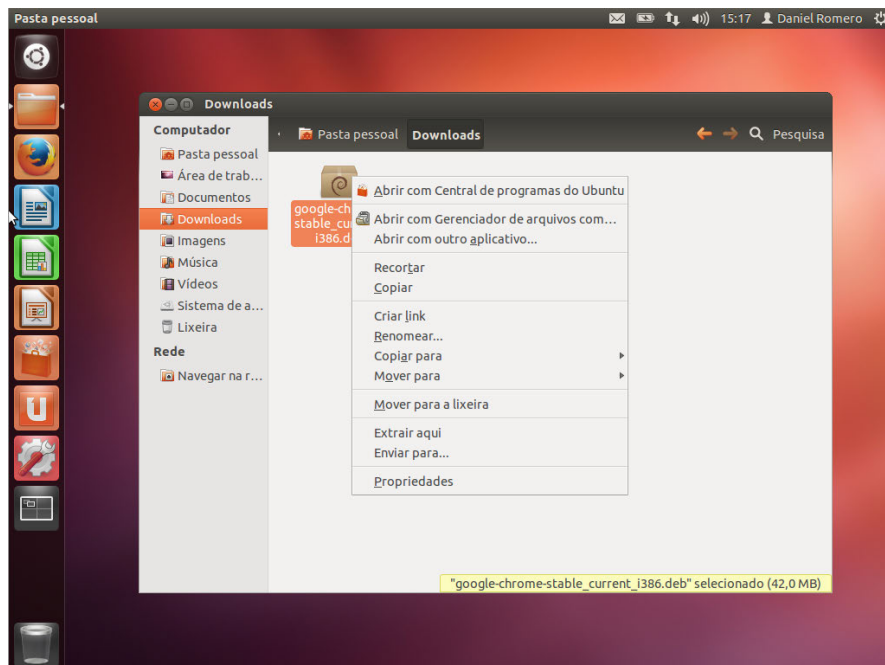 Pasta pessoal
15:17 Daniel Romero
Downloads
Computador
Pasta pessoal
Área de trab...
Documentos
Downloads
Imagens
Música
Vídeos
Sistema de a...
Lixeira
Rede
Navegar na r...
Pasta pessoal Downloads Pesquisa
google-ch
stable_cu
i386.d
Abrir com Central de programas do Ubuntu
Abrir com Gerenciador de arquivos com...
Abrir com outro aplicativo...
Recortar
Copiar
Criar link
Renomear...
Copiar para
Mover para
Mover para a lixeira
Extrair aqui
Enviar para...
Propriedades
"google-chrome-stable_current_i386.deb" selecionado (42,0 MB)